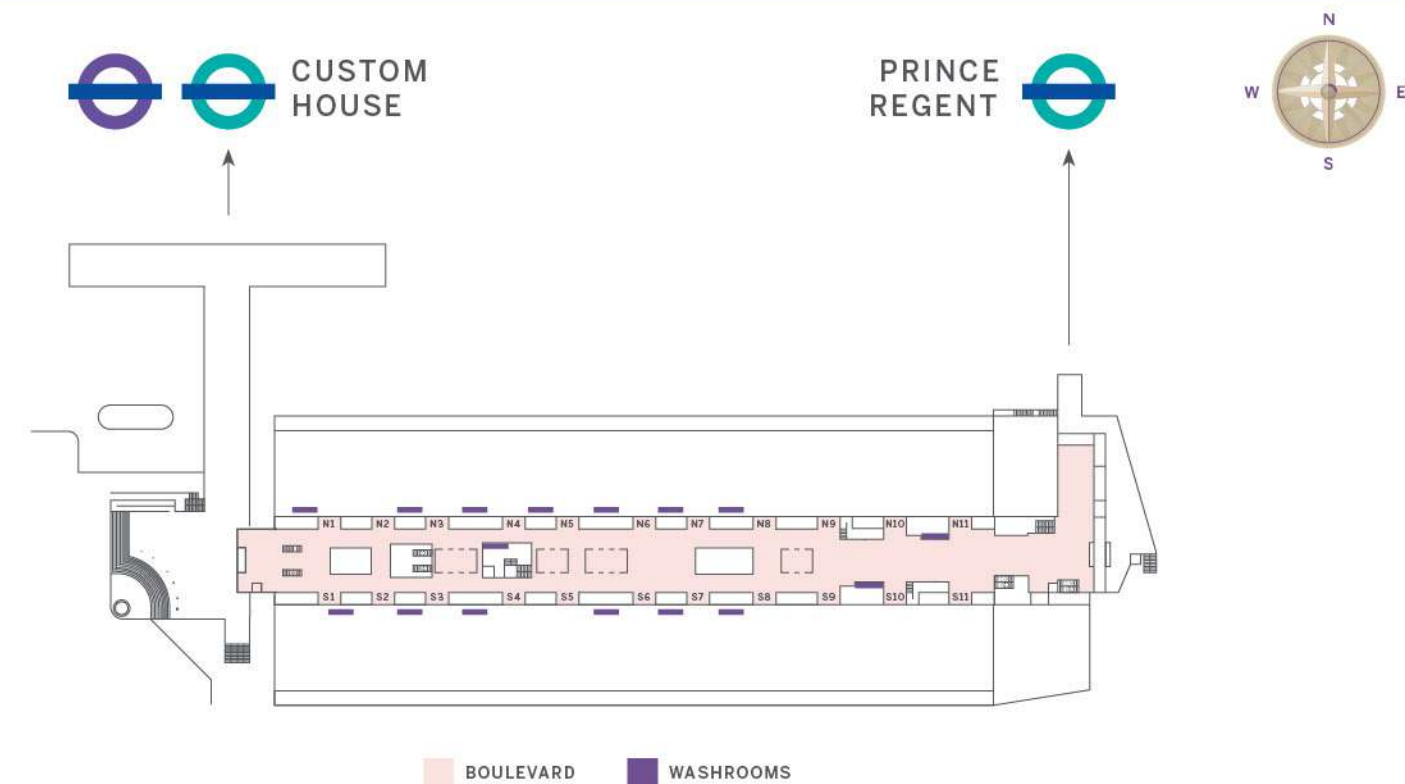 CUSTOM
HOUSE
PRINCE
REGENT
N
W
E
S
N1 N2 N3 N4 N5 N6 N7 N8 N9 N10 N11
S1 S2 S3 S4 S5 S6 S7 S8 S9 S10 S11
BOULEVARD
WASHROOMS